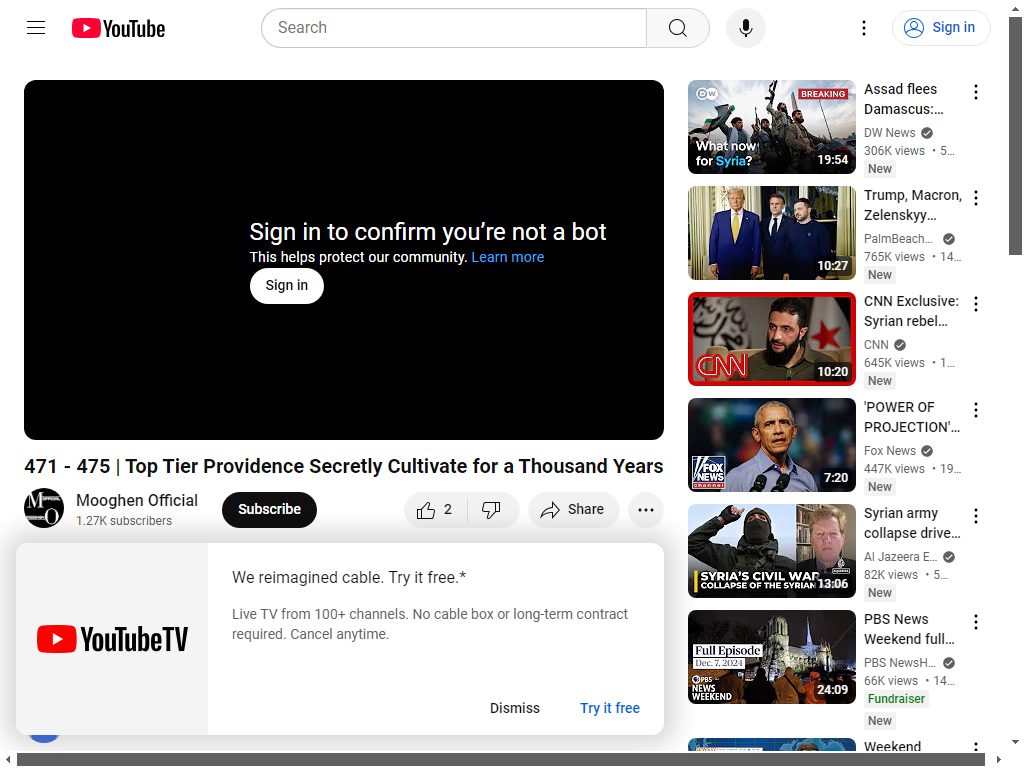 YouTube
Search
Sign in
Sign in to confirm you’re not a bot
This helps protect our community. Learn more
Sign in
471 - 475 | Top Tier Providence Secretly Cultivate for a Thousand Years
Mooghen Official
1.27K subscribers
Subscribe
2
Share
YouTubeTV
We reimagined cable. Try it free.*
Live TV from 100+ channels. No cable box or long-term contract
required. Cancel anytime.
Dismiss
Try it free
DW
BREAKING
What now
for Syria?
19:54
Assad flees
Damascus:...
DW News
306K views • 5...
New
10:27
Trump, Macron,
Zelenskyy...
PalmBeach...
765K views • 14...
New
CNN
10:20
CNN Exclusive:
Syrian rebel...
CNN
645K views • 1...
New
FOX
NEWS
channel
7:20
'POWER OF
PROJECTION'...
Fox News
447K views • 19...
New
SYRIA'S CIVIL WAR
COLLAPSE OF THE SYRIAN
13:06
Syrian army
collapse drive...
Al Jazeera E...
82K views • 5...
New
Full Episode
Dec. 7, 2024
PBS
NEWS
WEEKEND
24:09
PBS News
Weekend full...
PBS NewsH...
66K views • 14...
Fundraiser
New
Weekend